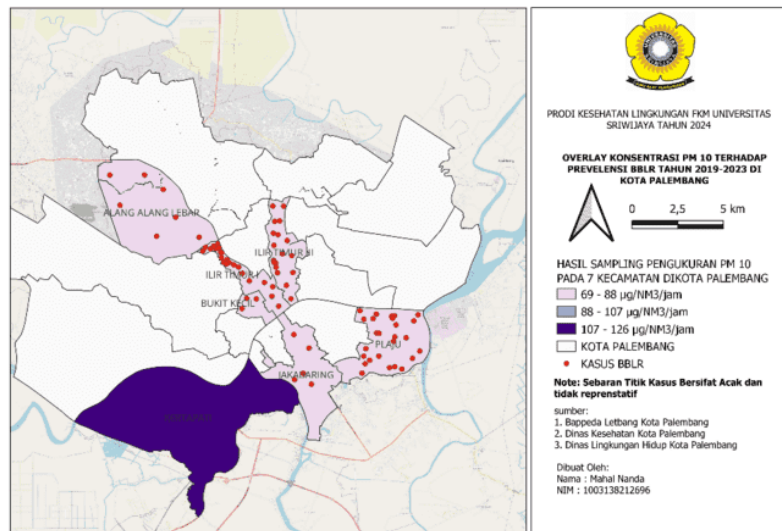 ALANG ALANG LEBAR
ILIR TIMUR III
ILIR TIMUR I
BUKIT KECIL
PLAJU
JAKABARING
KERTAPATI
PRODI KESEHATAN LINGKUNGAN FKM UNIVERSITAS
SRIWIJAYA TAHUN 2024
OVERLAY KONSENTRASI PM 10 TERHADAP
PREVELENSI BBLR TAHUN 2019-2023 DI
KOTA PALEMBANG
0 2,5 5 km
HASIL SAMPLING PENGUKURAN PM 10
PADA 7 KECAMATAN DIKOTA PALEMBANG
69 - 88 µg/NM3/jam
88 - 107 µg/NM3/jam
107 - 126 µg/NM3/jam
KOTA PALEMBANG
KASUS BBLR
Note: Sebaran Titik Kasus Bersifat Acak dan
tidak reprenstatif
sumber:
1. Bappeda Letbang Kota Palembang
2. Dinas Kesehatan Kota Palembang
3. Dinas Lingkungan Hidup Kota Palembang
Dibuat Oleh:
Nama : Mahal Nanda
NIM : 1003138212696